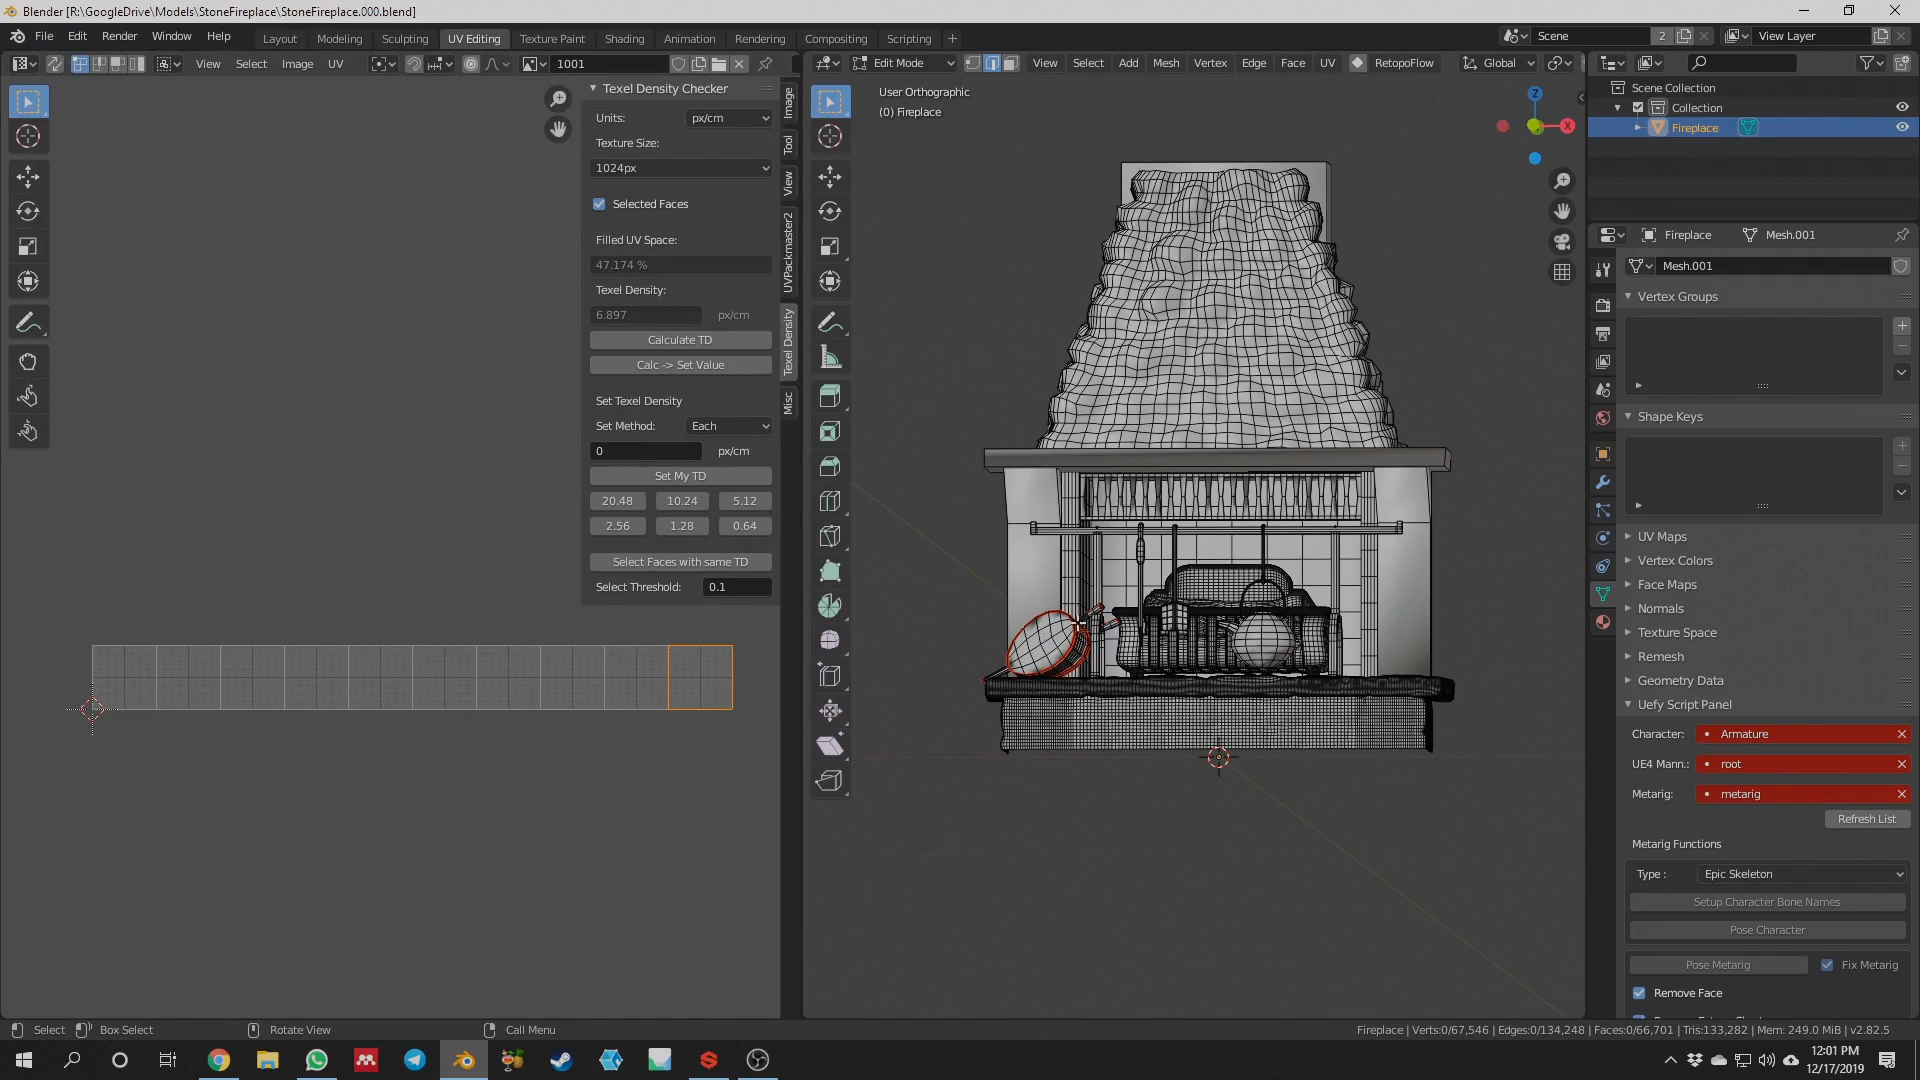 Blender [R:\GoogleDrive\Models\StoneFireplace\StoneFireplace.000.blend]
File Edit Render Window Help
Layout Modeling Sculpting UV Editing Texture Paint Shading Animation Rendering Compositing Scripting +
Scene 2 View Layer
View Select Image UV 1001
Edit Mode View Select Add Mesh Vertex Edge Face UV RetopoFlow Global
Texel Density Checker
Units: px/cm
Texture Size:
1024px
Selected Faces
Filled UV Space:
47.174 %
Texel Density:
6.897 px/cm
Calculate TD
Calc -> Set Value
Set Texel Density
Set Method: Each
0 px/cm
Set My TD
20.48 10.24 5.12
2.56 1.28 0.64
Select Faces with same TD
Select Threshold: 0.1
Image
Tool
View
UVPackmaster2
Texel Density
Misc
User Orthographic
(0) Fireplace
Z
X
Scene Collection
Collection
Fireplace
Fireplace Mesh.001
Mesh.001
Vertex Groups
Shape Keys
UV Maps
Vertex Colors
Face Maps
Normals
Texture Space
Remesh
Geometry Data
Uefy Script Panel
Character: Armature
UE4 Mann.: root
Metarig: metarig
Refresh List
Metarig Functions
Type : Epic Skeleton
Setup Character Bone Names
Pose Character
Pose Metarig Fix Metarig
Remove Face
Select Box Select Rotate View Call Menu
Fireplace | Verts:0/67,546 | Edges:0/134,248 | Faces:0/66,701 | Tris:133,282 | Mem: 249.0 MiB | v2.82.5
12:01 PM
12/17/2019